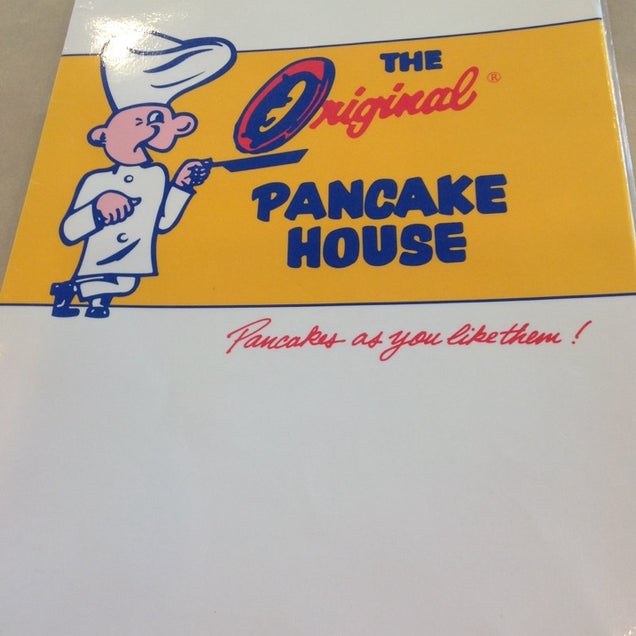 THE
Original ®
PANCAKE
HOUSE
Pancakes as you like them !